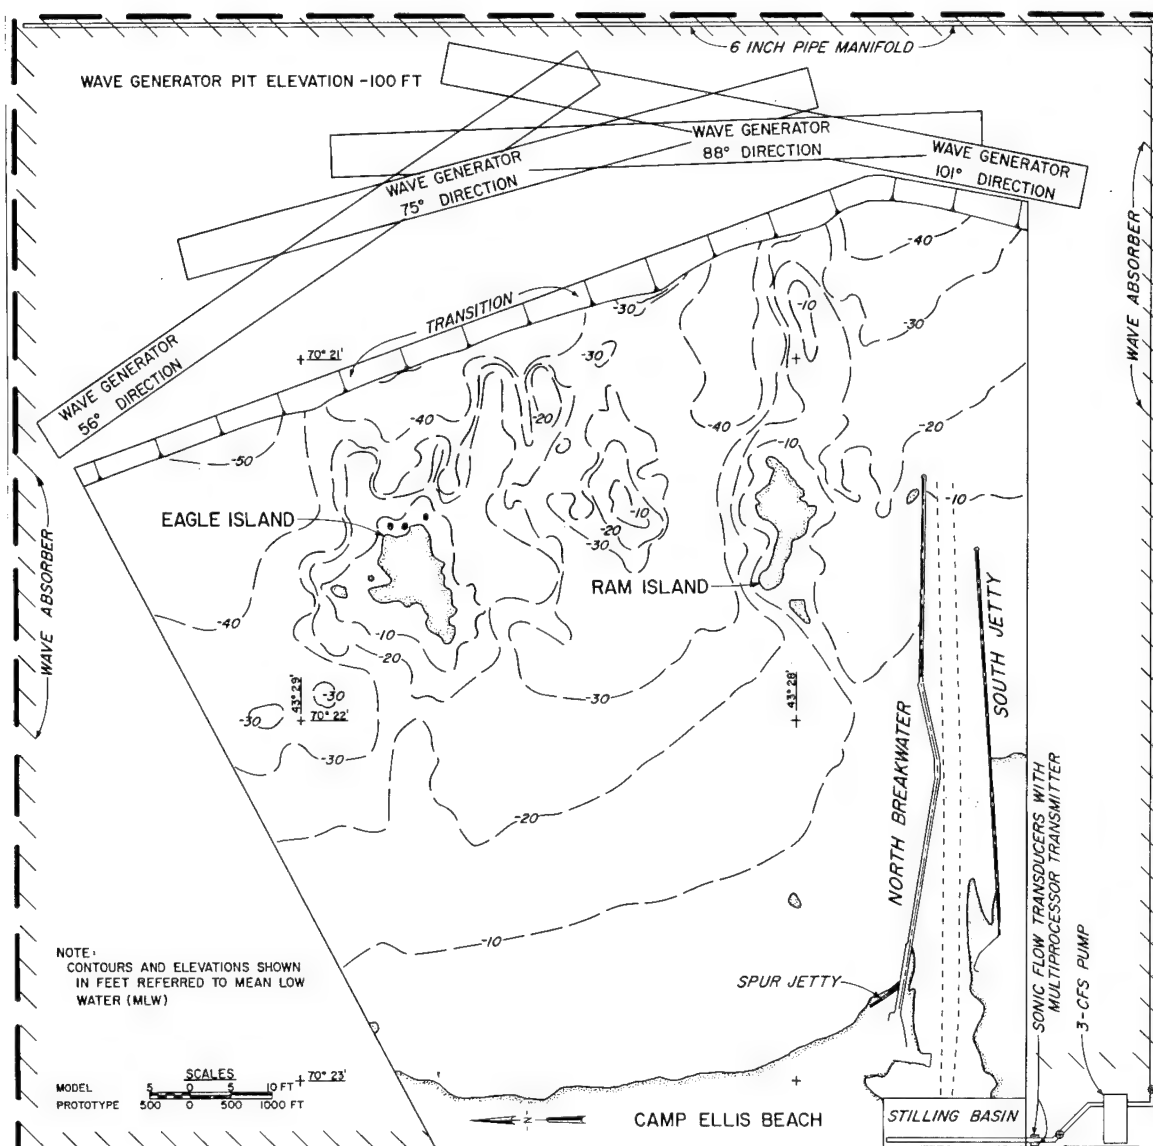 6 INCH PIPE MANIFOLD
WAVE GENERATOR PIT ELEVATION -100 FT
WAVE GENERATOR
88° DIRECTION
WAVE GENERATOR
101° DIRECTION
WAVE GENERATOR
75° DIRECTION
WAVE ABSORBER
-40
-10
-30
TRANSITION
-30
-30
70° 21'
WAVE GENERATOR
56° DIRECTION
-40
-20
-40
-20
-50
-10
-10
-10
EAGLE ISLAND
-20
-30
RAM ISLAND
WAVE ABSORBER
-40
-10
-20
SOUTH JETTY
43° 29'
-30
-30
70° 22'
-30
43° 28'
-30
NORTH BREAKWATER
-20
SONIC FLOW TRANSDUCERS WITH
MULTIPROCESSOR TRANSMITTER
3-CFS PUMP
-10
NOTE:
CONTOURS AND ELEVATIONS SHOWN
IN FEET REFERRED TO MEAN LOW
WATER (MLW)
SPUR JETTY
SCALES
70° 23'
MODEL 5 0 5 10 FT
PROTOTYPE 500 0 500 1000 FT
N
CAMP ELLIS BEACH
STILLING BASIN